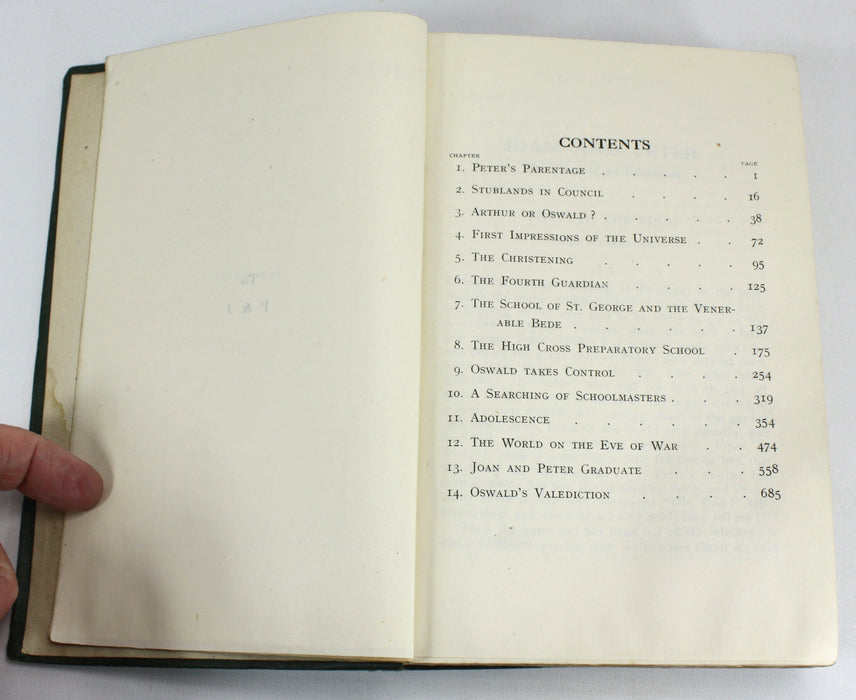 CONTENTS
CHAPTER PAGE
1. Peter's Parentage . . . . . 1
2. Stublands in Council . . . . 16
3. Arthur or Oswald ? . . . . . 38
4. First Impressions of the Universe . . 72
5. The Christening . . . . . 95
6. The Fourth Guardian . . . . 125
7. The School of St. George and the Vener-
able Bede . . . . . . 137
8. The High Cross Preparatory School . 175
9. Oswald takes Control . . . . 254
10. A Searching of Schoolmasters . . . 319
11. Adolescence . . . . . . 354
12. The World on the Eve of War . . 474
13. Joan and Peter Graduate . . . 558
14. Oswald's Valediction . . . . 685